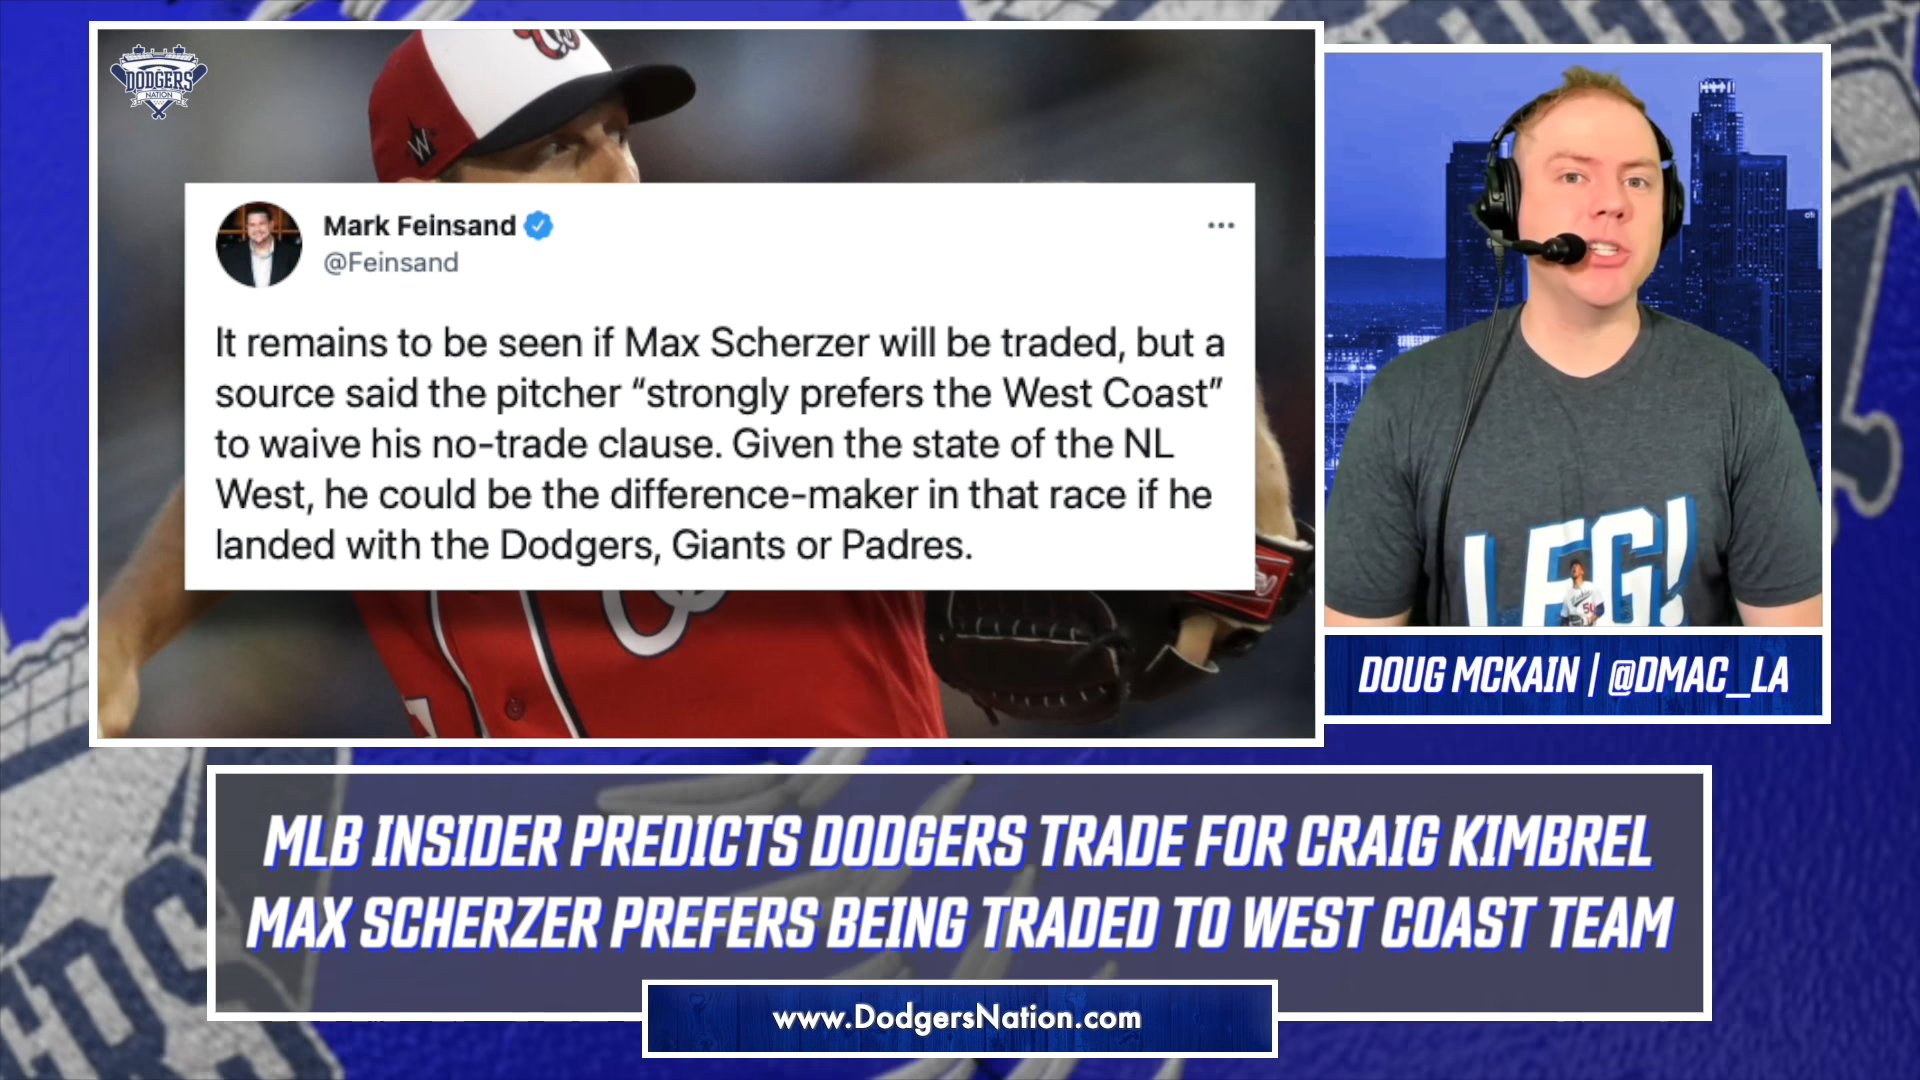 DODGERS
NATION
W
Mark Feinsand
@Feinsand
It remains to be seen if Max Scherzer will be traded, but a
source said the pitcher “strongly prefers the West Coast”
to waive his no-trade clause. Given the state of the NL
West, he could be the difference-maker in that race if he
landed with the Dodgers, Giants or Padres.
LFG!
50
DOUG MCKAIN | @DMAC_LA
MLB INSIDER PREDICTS DODGERS TRADE FOR CRAIG KIMBREL
MAX SCHERZER PREFERS BEING TRADED TO WEST COAST TEAM
www.DodgersNation.com